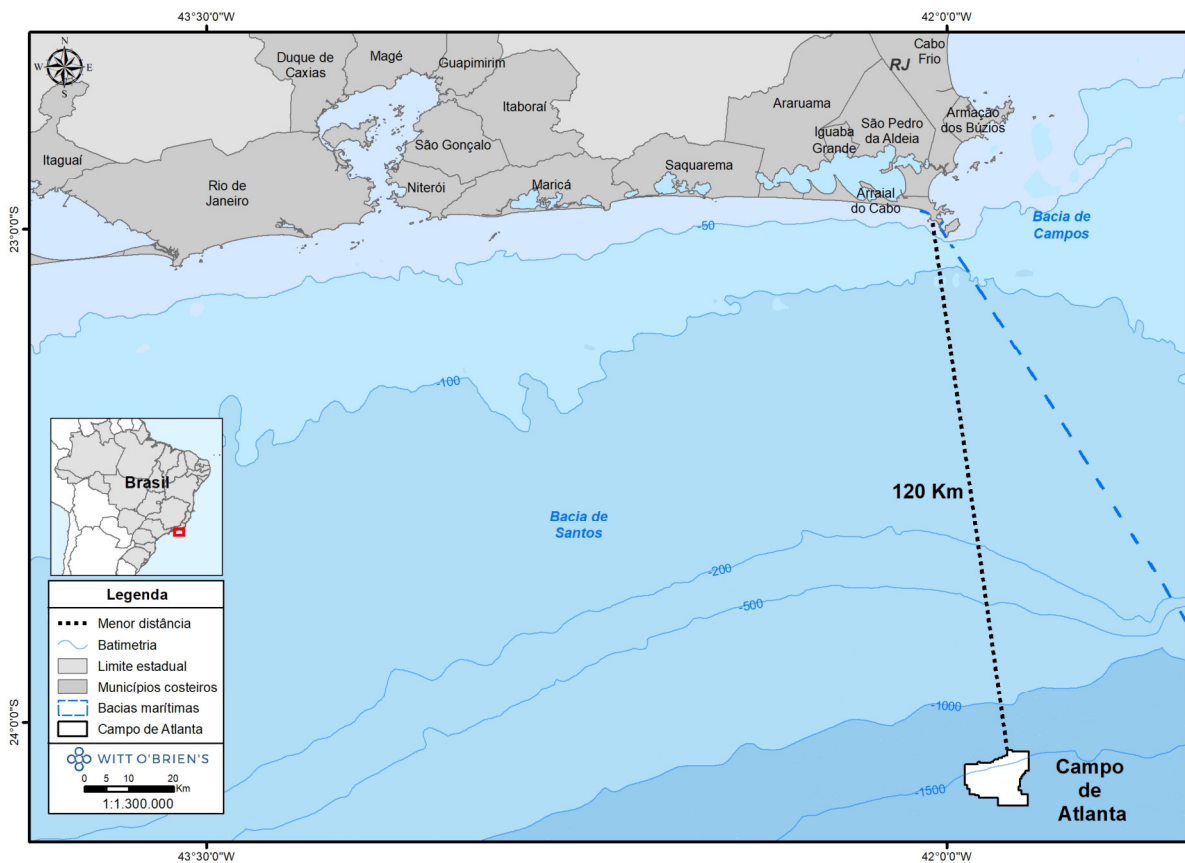 43°30'0"W
42°0'0"W
N
W
E
S
Duque de
Caxias
Magé
Guapimirim
Cabo
Frio
RJ
Itaboraí
Araruama
Armação
dos Búzios
São Pedro
da Aldeia
Iguaba
Grande
São Gonçalo
Itaguaí
Saquarema
Rio de
Janeiro
Niterói
Maricá
Arraial
do Cabo
23°0'0"S
-50
Bacia de
Campos
-100
Brasil
120 Km
Bacia de
Santos
-200
-500
Legenda
Menor distância
Batimetria
Limite estadual
Municípios costeiros
Bacias marítimas
Campo de Atlanta
24°0'0"S
-1000
WITT O'BRIEN'S
0 5 10 20
Km
1:1.300.000
-1500
Campo
de
Atlanta
43°30'0"W
42°0'0"W